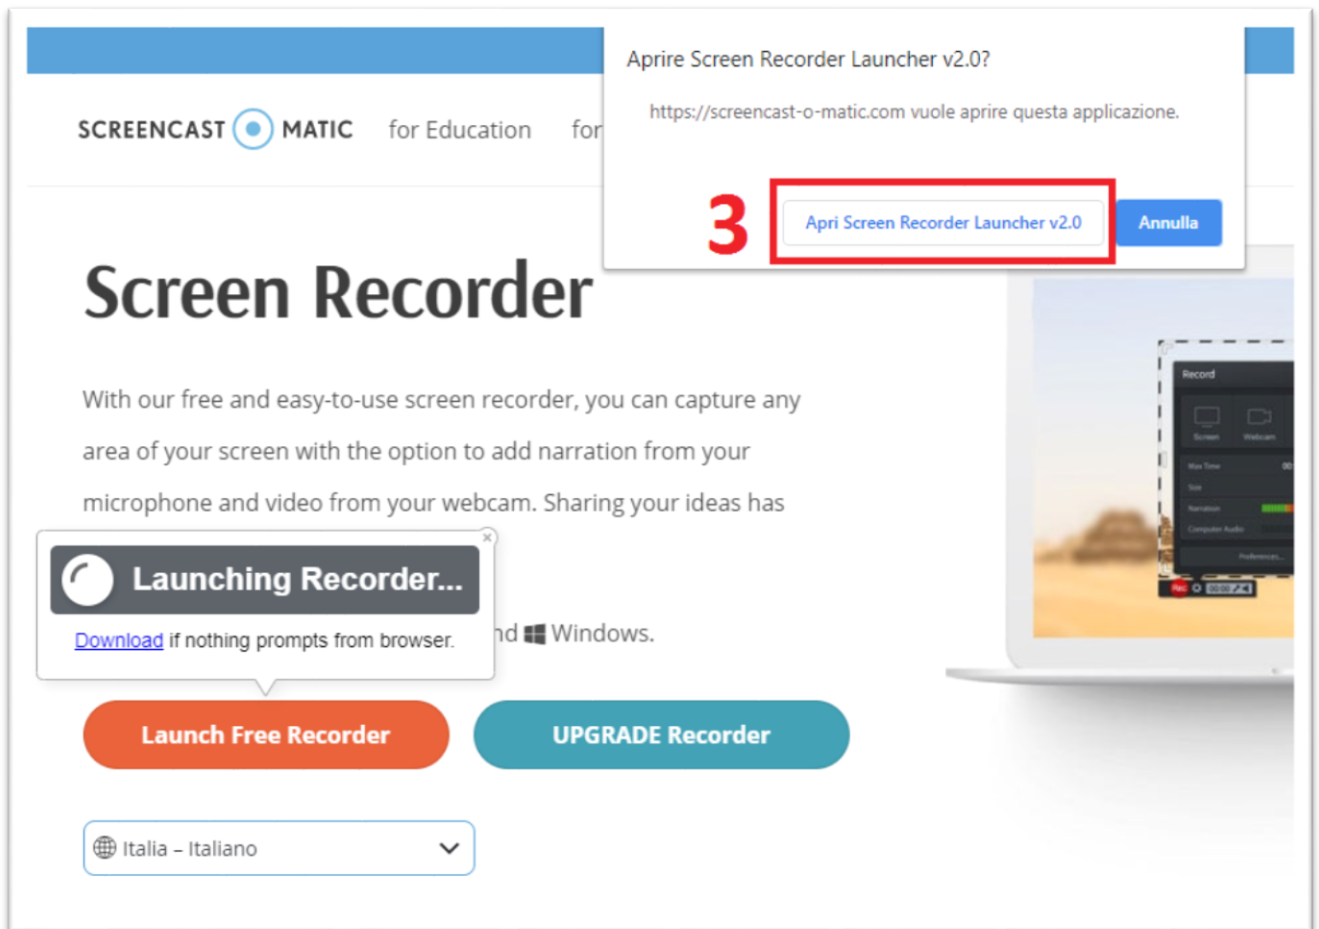 Aprire Screen Recorder Launcher v2.0?
https://screencast-o-matic.com vuole aprire questa applicazione.
3
Apri Screen Recorder Launcher v2.0
Annulla
SCREENCAST MATIC
for Education
for
Screen Recorder
With our free and easy-to-use screen recorder, you can capture any
area of your screen with the option to add narration from your
microphone and video from your webcam. Sharing your ideas has
Launching Recorder...
Download if nothing prompts from browser.
nd Windows.
Launch Free Recorder
UPGRADE Recorder
Italia – Italiano
Record
Screen
Webcam
Max Time
00:
Size
Narration
Computer Audio
Preferences...
Rec
00:00